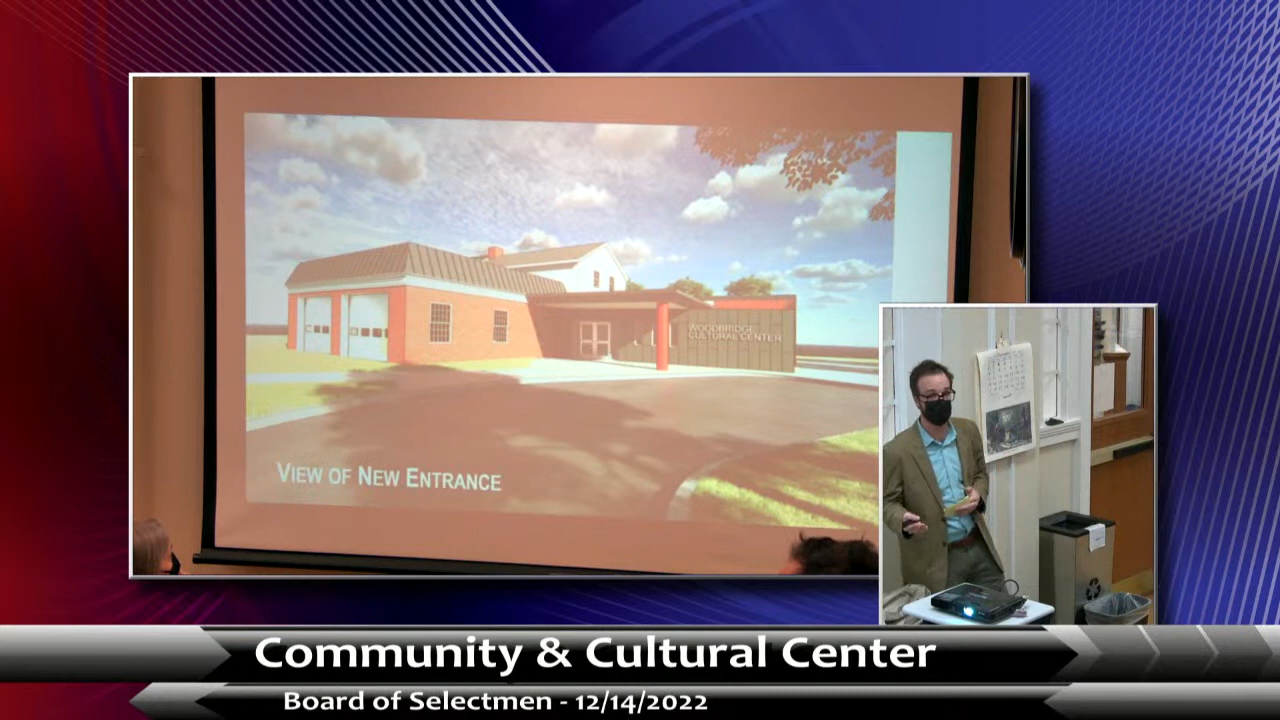 WOODBRIDGE
CULTURAL CENTER
VIEW OF NEW ENTRANCE
Community & Cultural Center
Board of Selectmen - 12/14/2022